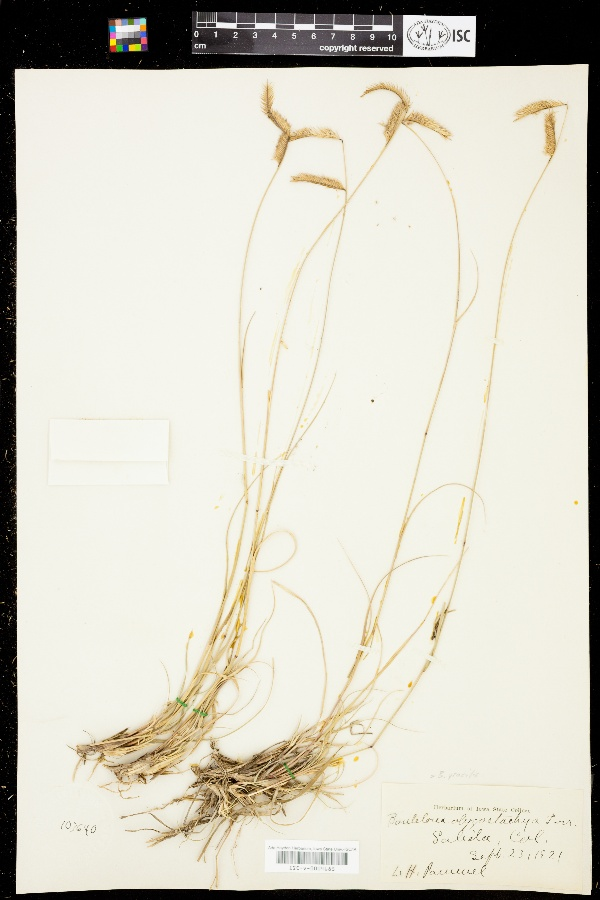 0 1 2 3 4 5 6 7 8 9 10
cm
copyright reserved
ISC
Herbarium of Iowa State College
Bouteloua oligostachya Torr.
Salida, Col.
Sept 23, 1921
L.H. Pammel
107640